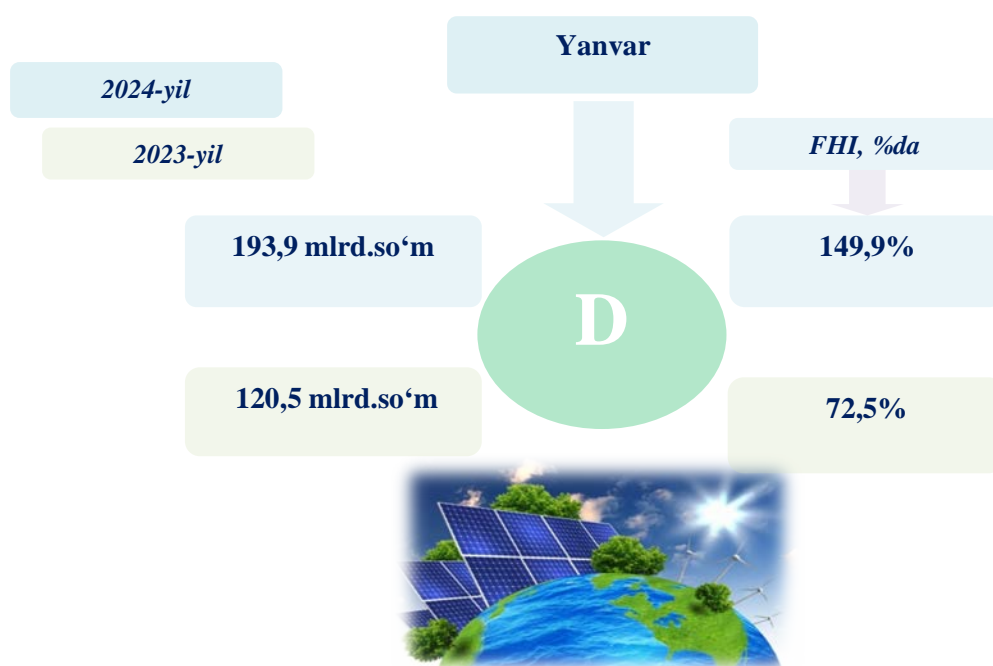 Yanvar
2024-yil
2023-yil
FHI, %da
193,9 mlrd.so‘m
149,9%
D
120,5 mlrd.so‘m
72,5%